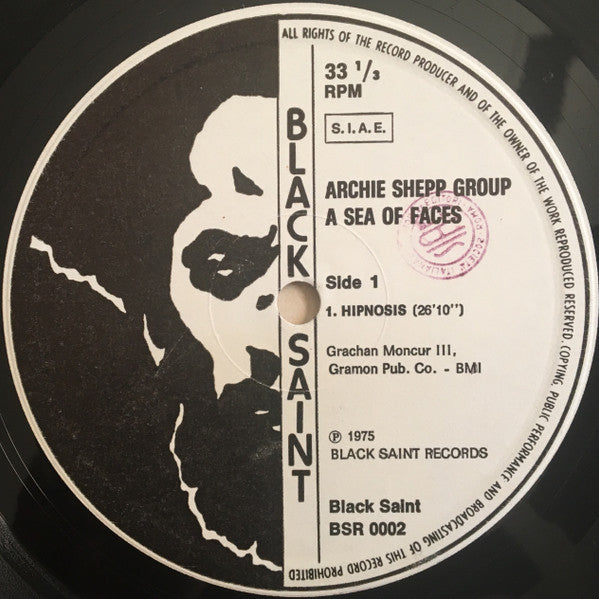 ALL RIGHTS OF THE RECORD PRODUCER AND OF THE OWNER OF THE WORK REPRODUCED RESERVED. COPYING, PUBLIC PERFORMANCE AND BROADCASTING OF THIS RECORD PROHIBITED
BLACK SAINT
33 1/3
RPM
S.I.A.E.
ARCHIE SHEPP GROUP
A SEA OF FACES
Side 1
1. HIPNOSIS (26'10")
Grachan Moncur III,
Gramon Pub. Co. - BMI
℗ 1975
BLACK SAINT RECORDS
Black Saint
BSR 0002